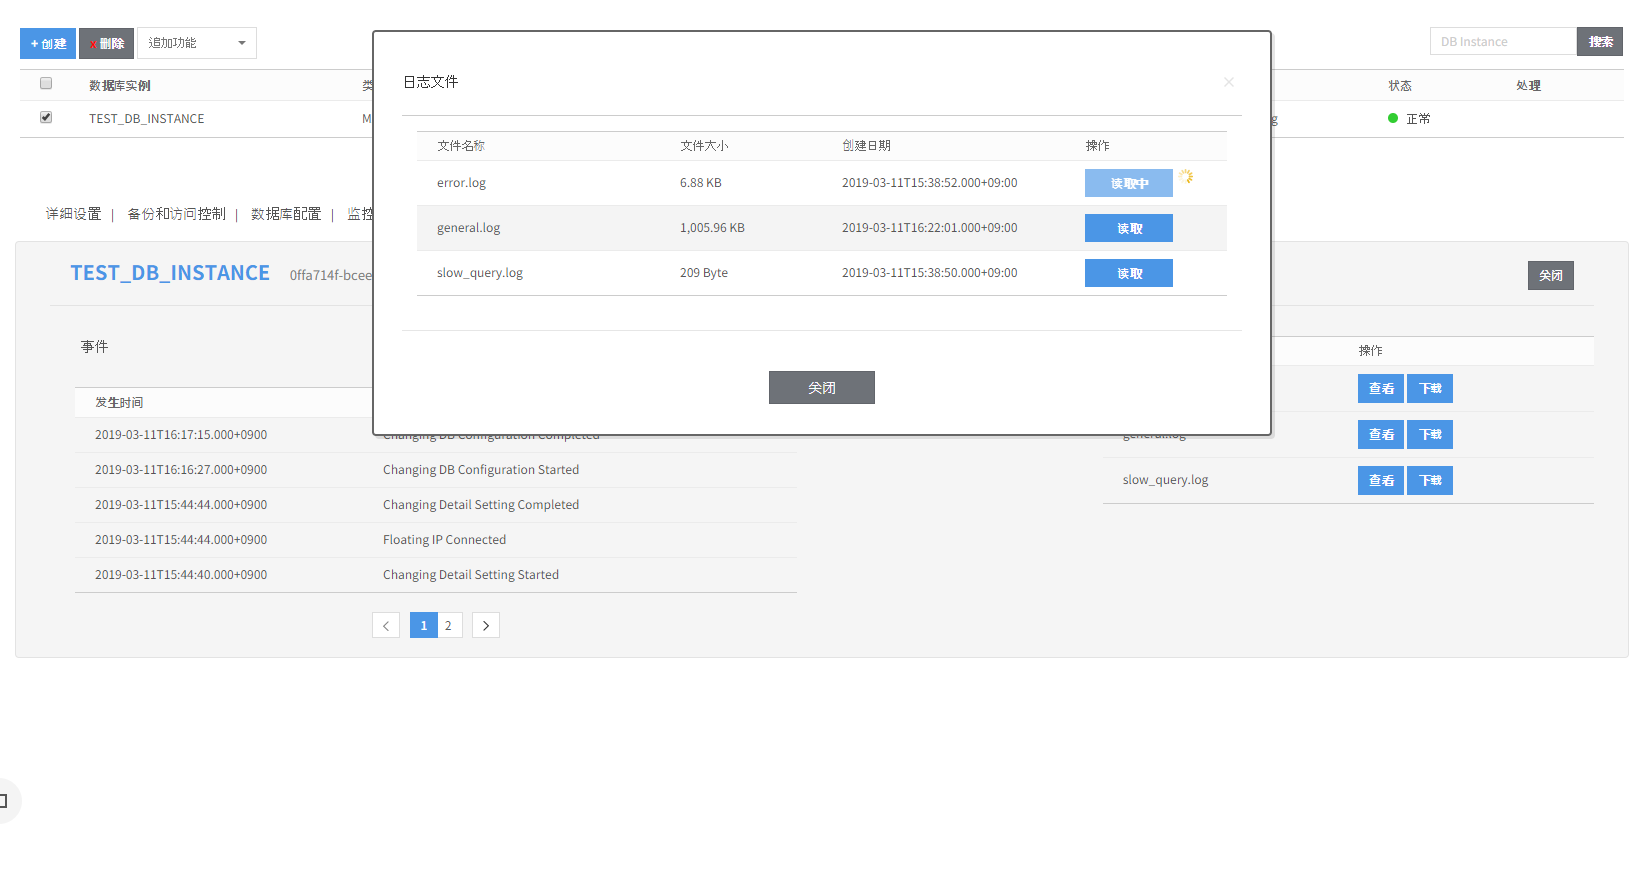 + 创建 x 删除 追加功能 DB Instance 搜索
数据库实例 类 状态 处理
TEST_DB_INSTANCE M g 正常
日志文件 ×
文件名称 文件大小 创建日期 操作
error.log 6.88 KB 2019-03-11T15:38:52.000+09:00 读取中
general.log 1,005.96 KB 2019-03-11T16:22:01.000+09:00 读取
slow_query.log 209 Byte 2019-03-11T15:38:50.000+09:00 读取
关闭
详细设置 | 备份和访问控制 | 数据库配置 | 监控
TEST_DB_INSTANCE 0ffa714f-bcee 关闭
事件
发生时间
2019-03-11T16:17:15.000+0900 Changing DB Configuration Completed
2019-03-11T16:16:27.000+0900 Changing DB Configuration Started
2019-03-11T15:44:44.000+0900 Changing Detail Setting Completed
2019-03-11T15:44:44.000+0900 Floating IP Connected
2019-03-11T15:44:40.000+0900 Changing Detail Setting Started
< 1 2 >
操作
查看 下载
general.log 查看 下载
slow_query.log 查看 下载